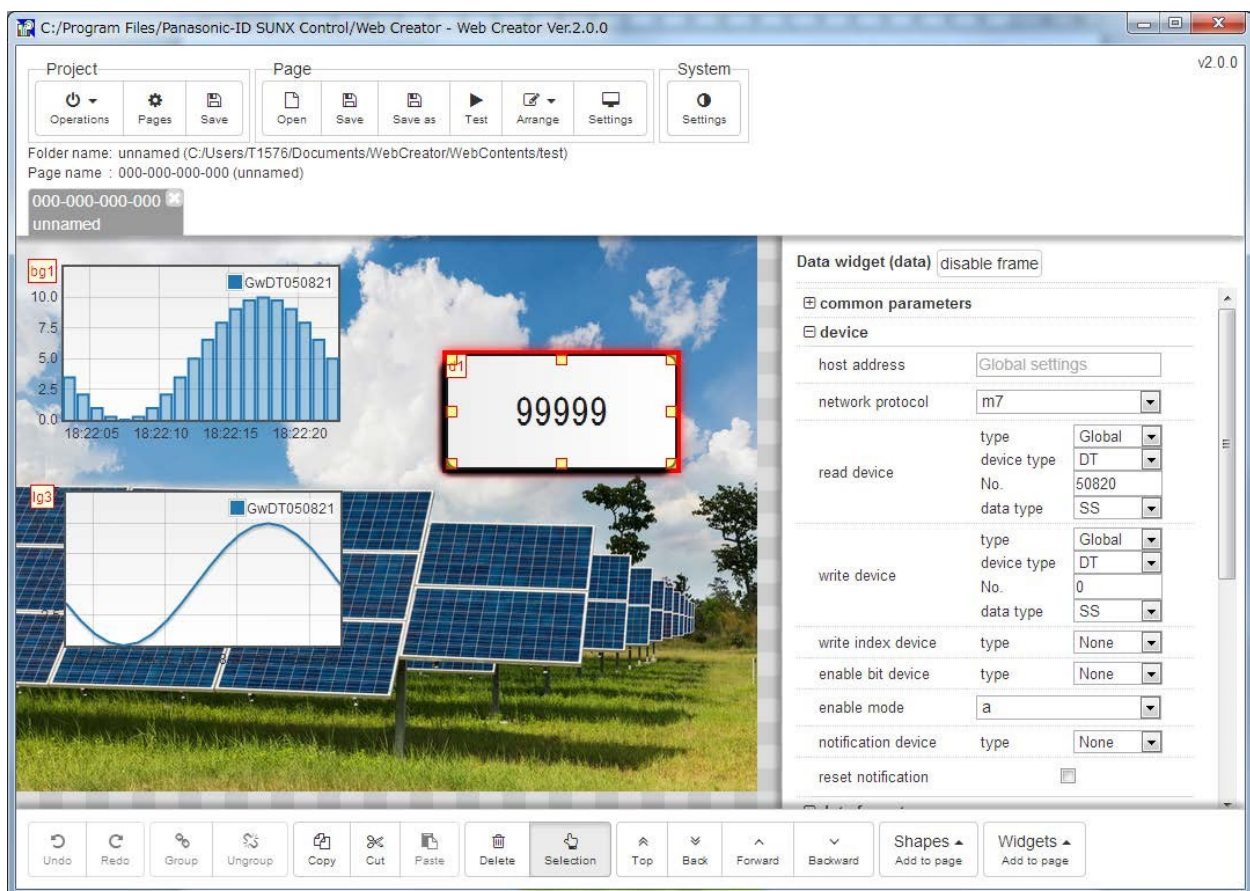 C:/Program Files/Panasonic-ID SUNX Control/Web Creator - Web Creator Ver.2.0.0
v2.0.0
Project
Page
System
Operations
Pages
Save
Open
Save
Save as
Test
Arrange
Settings
Settings
Folder name: unnamed (C:/Users/T1576/Documents/WebCreator/WebContents/test)
Page name : 000-000-000-000 (unnamed)
000-000-000-000
unnamed
bg1
GwDT050821
10.0
7.5
5.0
2.5
0.0
18:22:05 18:22:10 18:22:15 18:22:20
d1
99999
lg3
GwDT050821
Data widget (data) disable frame
common parameters
device
host address Global settings
network protocol m7
read device
type Global
device type DT
No. 50820
data type SS
write device
type Global
device type DT
No. 0
data type SS
write index device type None
enable bit device type None
enable mode a
notification device type None
reset notification
Undo
Redo
Group
Ungroup
Copy
Cut
Paste
Delete
Selection
Top
Back
Forward
Backward
Shapes
Add to page
Widgets
Add to page